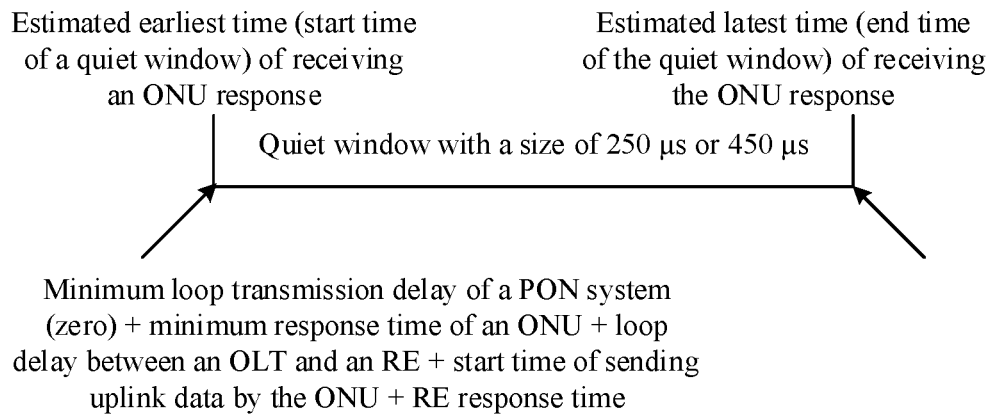 Estimated earliest time (start time
of a quiet window) of receiving
an ONU response
Estimated latest time (end time
of the quiet window) of receiving
the ONU response
Quiet window with a size of 250 μs or 450 μs
Minimum loop transmission delay of a PON system
(zero) + minimum response time of an ONU + loop
delay between an OLT and an RE + start time of sending
uplink data by the ONU + RE response time